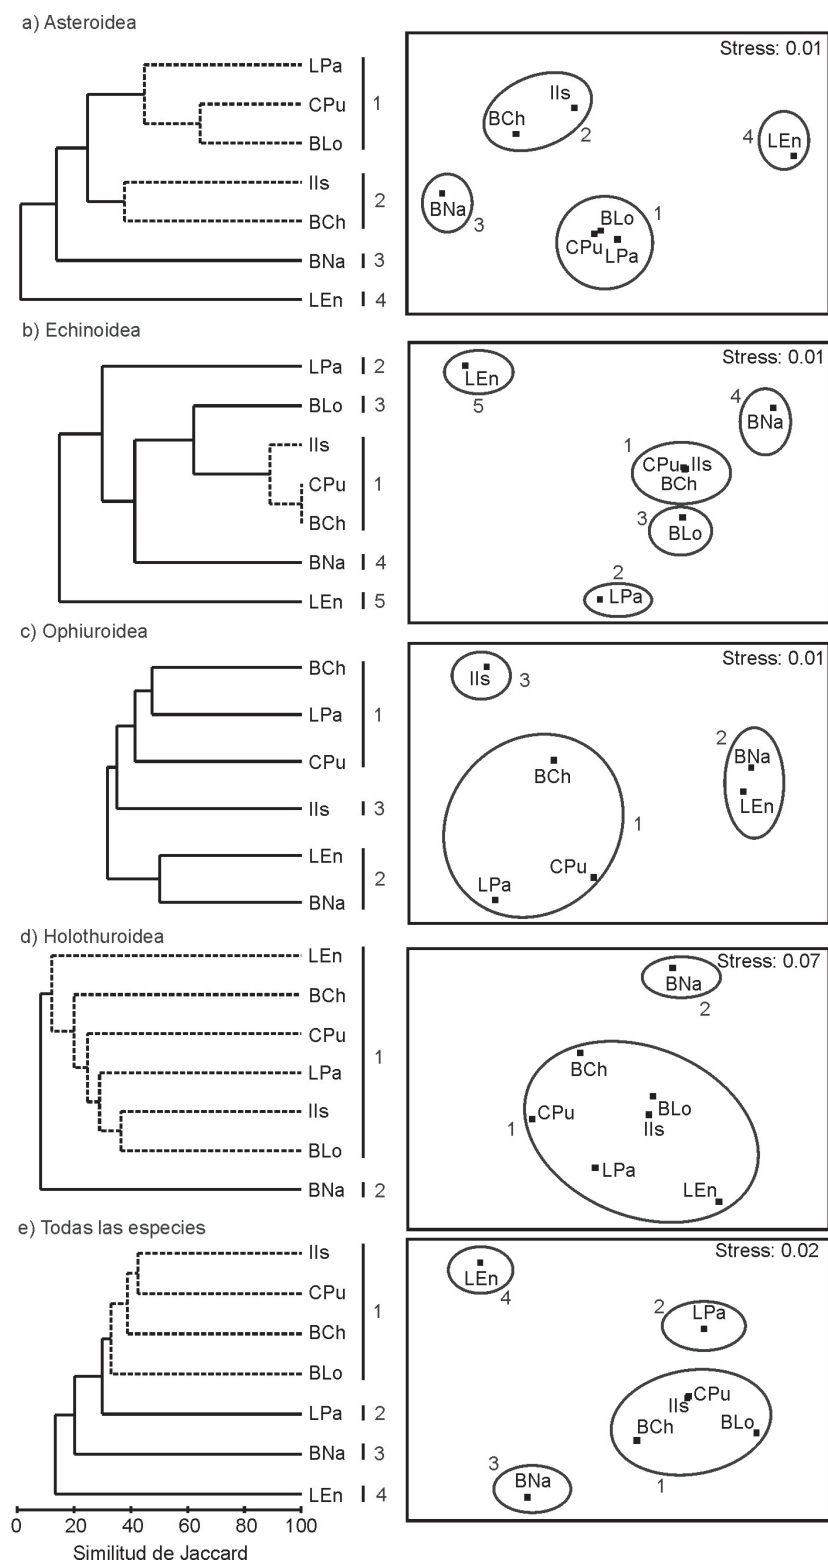 a) Asteroidea
LPa
CPu
1
BLo
IIs
2
BCh
BNa
3
LEn
4
Stress: 0.01
IIs
BCh
2
4
LEn
BNa
3
BLo
1
CPu
LPa
b) Echinoidea
LPa
2
BLo
3
IIs
CPu
1
BCh
BNa
4
LEn
5
Stress: 0.01
LEn
5
4
BNa
1
CPu
IIs
BCh
3
BLo
2
LPa
c) Ophiuroidea
BCh
LPa
1
CPu
IIs
3
LEn
2
BNa
Stress: 0.01
IIs
3
2
BNa
LEn
BCh
1
CPu
LPa
d) Holothuroidea
LEn
BCh
CPu
1
LPa
IIs
BLo
BNa
2
Stress: 0.07
BNa
2
BCh
BLo
CPu
1
IIs
LPa
LEn
e) Todas las especies
IIs
CPu
1
BCh
BLo
LPa
2
BNa
3
LEn
4
0
20
40
60
80
100
Similitud de Jaccard
Stress: 0.02
LEn
4
2
LPa
CPu
IIs
BCh
BLo
1
3
BNa